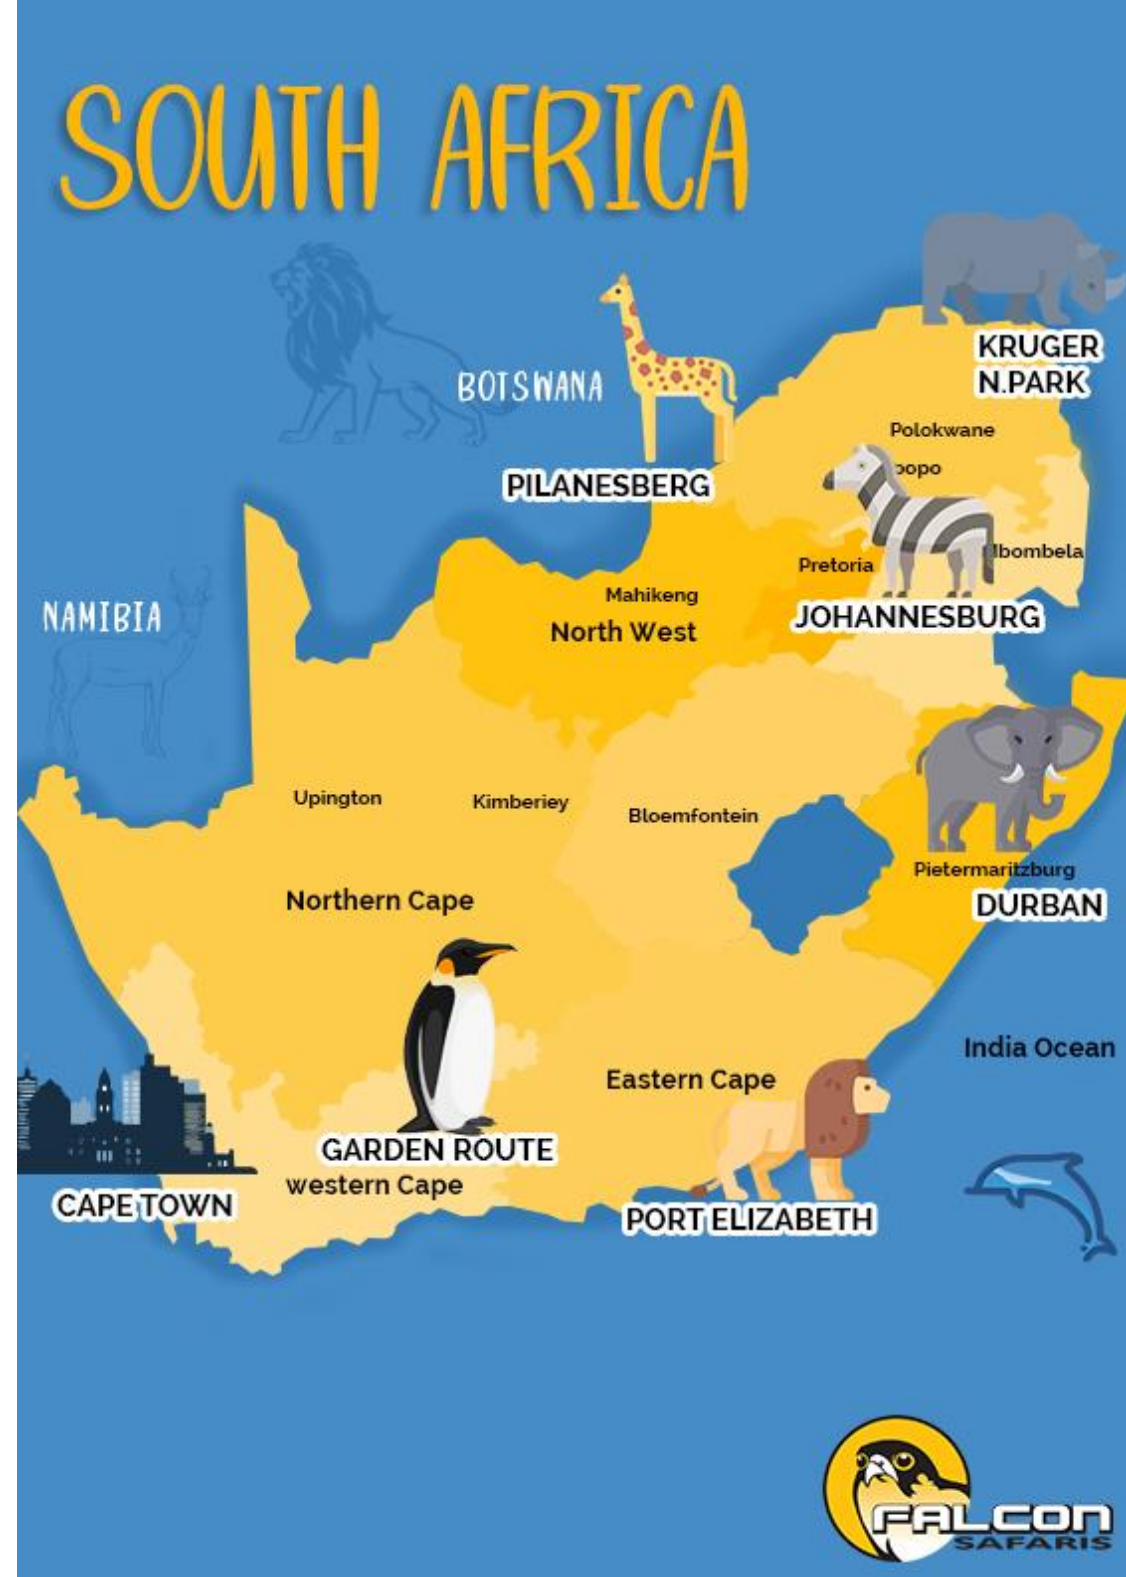 SOUTH AFRICA
KRUGER
N.PARK
BOTSWANA
Polokwane
PILANESBERG
Pretoria
Mahikeng
JOHANNESBURG
NAMIBIA
North West
Upington
Kimberiey
Bloemfontein
Pietermaritzburg
Northern Cape
DURBAN
India Ocean
Eastern Cape
GARDEN ROUTE
western Cape
CAPE TOWN
PORT ELIZABETH
FALCON
SAFARIS